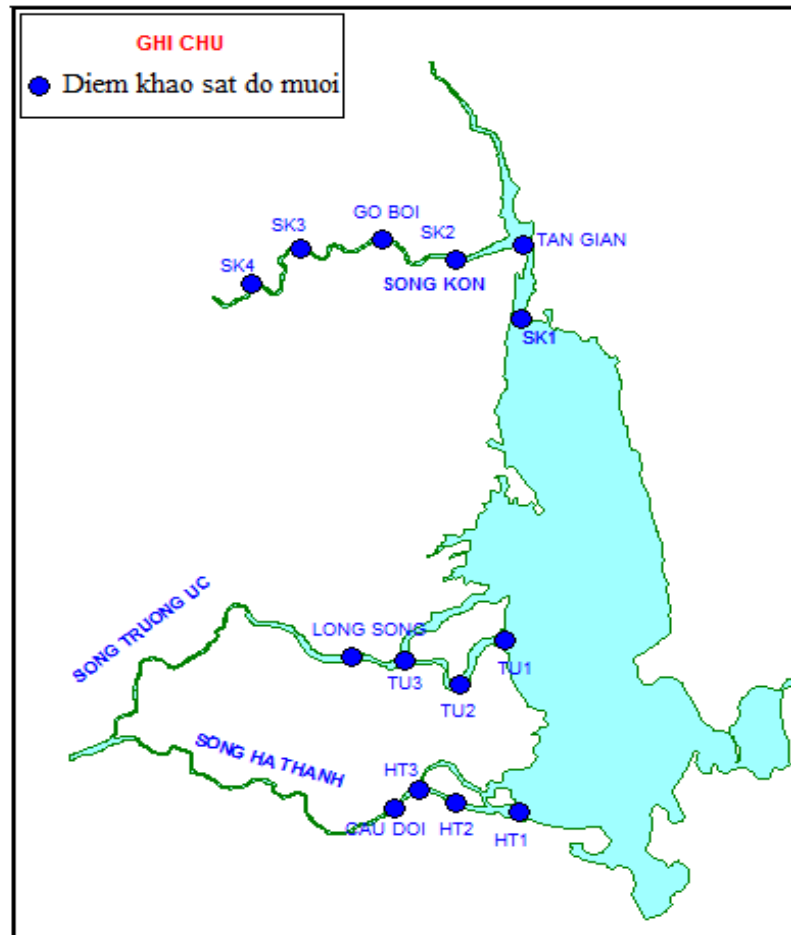 GHI CHU
Diem khao sat do muoi
GO BOI
SK3
SK2
TAN GIAN
SK4
SONG KON
SK1
SONG TRUONG UC
LONG SONG
TU1
TU3
TU2
SONG HA THANH
HT3
CAU DOI
HT2
HT1